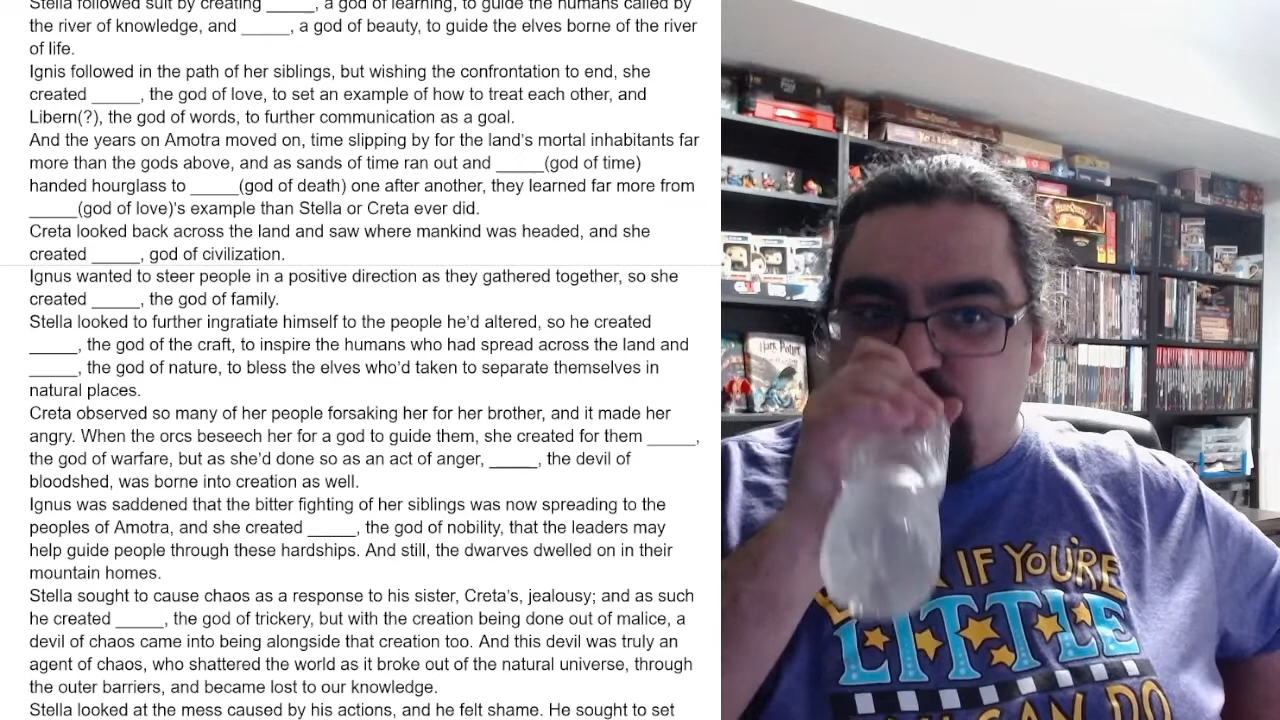 Stella followed suit by creating _____, a god of learning, to guide the humans called by
the river of knowledge, and _____, a god of beauty, to guide the elves borne of the river
of life.
Ignis followed in the path of her siblings, but wishing the confrontation to end, she
created _____, the god of love, to set an example of how to treat each other, and
Libern(?), the god of words, to further communication as a goal.
And the years on Amotra moved on, time slipping by for the land's mortal inhabitants far
more than the gods above, and as sands of time ran out and _____(god of time)
handed hourglass to _____(god of death) one after another, they learned far more from
_____(god of love)'s example than Stella or Creta ever did.
Creta looked back across the land and saw where mankind was headed, and she
created _____, god of civilization.
Ignus wanted to steer people in a positive direction as they gathered together, so she
created _____, the god of family.
Stella looked to further ingratiate himself to the people he'd altered, so he created
_____, the god of the craft, to inspire the humans who had spread across the land and
_____, the god of nature, to bless the elves who'd taken to separate themselves in
natural places.
Creta observed so many of her people forsaking her for her brother, and it made her
angry. When the orcs beseech her for a god to guide them, she created for them _____,
the god of warfare, but as she'd done so as an act of anger, _____, the devil of
bloodshed, was borne into creation as well.
Ignus was saddened that the bitter fighting of her siblings was now spreading to the
peoples of Amotra, and she created _____, the god of nobility, that the leaders may
help guide people through these hardships. And still, the dwarves dwelled on in their
mountain homes.
Stella sought to cause chaos as a response to his sister, Creta's, jealousy; and as such
he created _____, the god of trickery, but with the creation being done out of malice, a
devil of chaos came into being alongside that creation too. And this devil was truly an
agent of chaos, who shattered the world as it broke out of the natural universe, through
the outer barriers, and became lost to our knowledge.
Stella looked at the mess caused by his actions, and he felt shame. He sought to set
HeroQuest
Harry Potter
IF YOU'RE
LITTLE
CAN DO